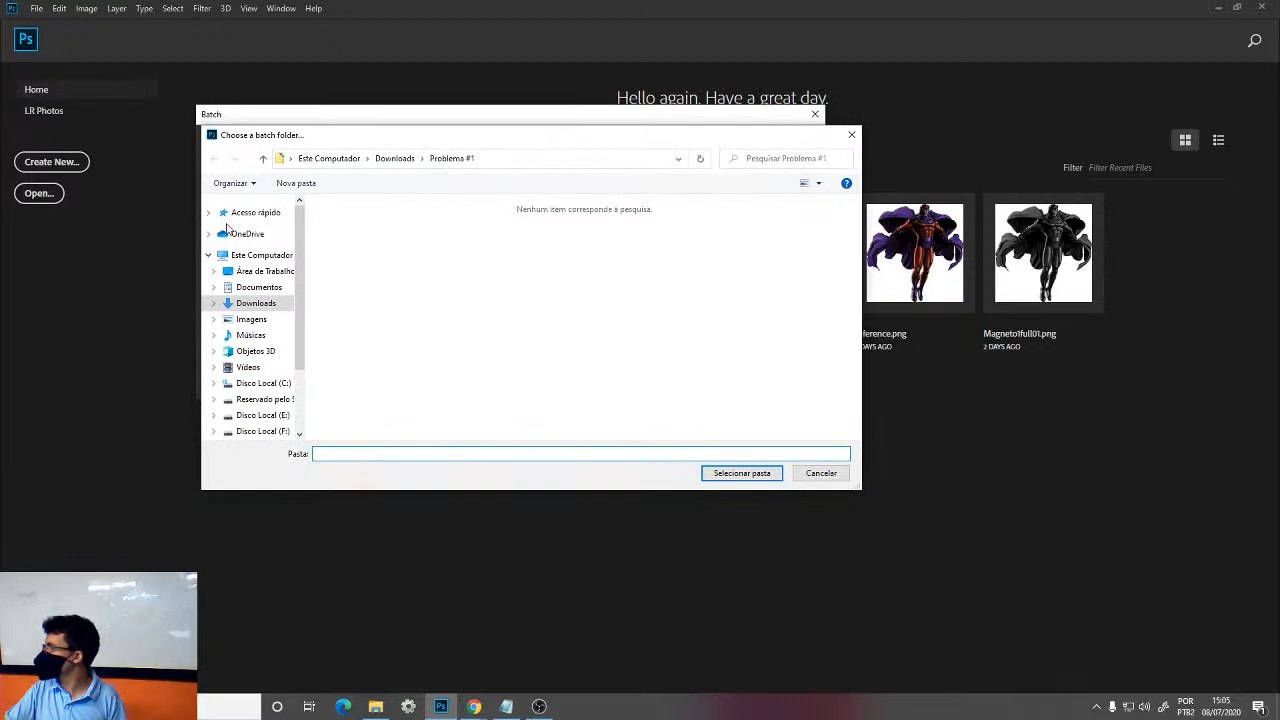 Ps File Edit Image Layer Type Select Filter 3D View Window Help
Ps
Home
LR Photos
Create New...
Open...
Hello again. Have a great day.
Filter Filter Recent Files
Batch
Ps Choose a batch folder...
Este Computador Downloads Problema #1
Pesquisar Problema #1
Organizar Nova pasta
Nenhum item corresponde à pesquisa.
Acesso rápido
OneDrive
Este Computador
Área de Trabalho
Documentos
Downloads
Imagens
Músicas
Objetos 3D
Vídeos
Disco Local (C:)
Reservado pelo S
Disco Local (E:)
Disco Local (F:)
Pasta:
Selecionar pasta Cancelar
ference.png
DAYS AGO
Magneto1full01.png
2 DAYS AGO
Ps
POR
PTB2
15:05
08/07/2020